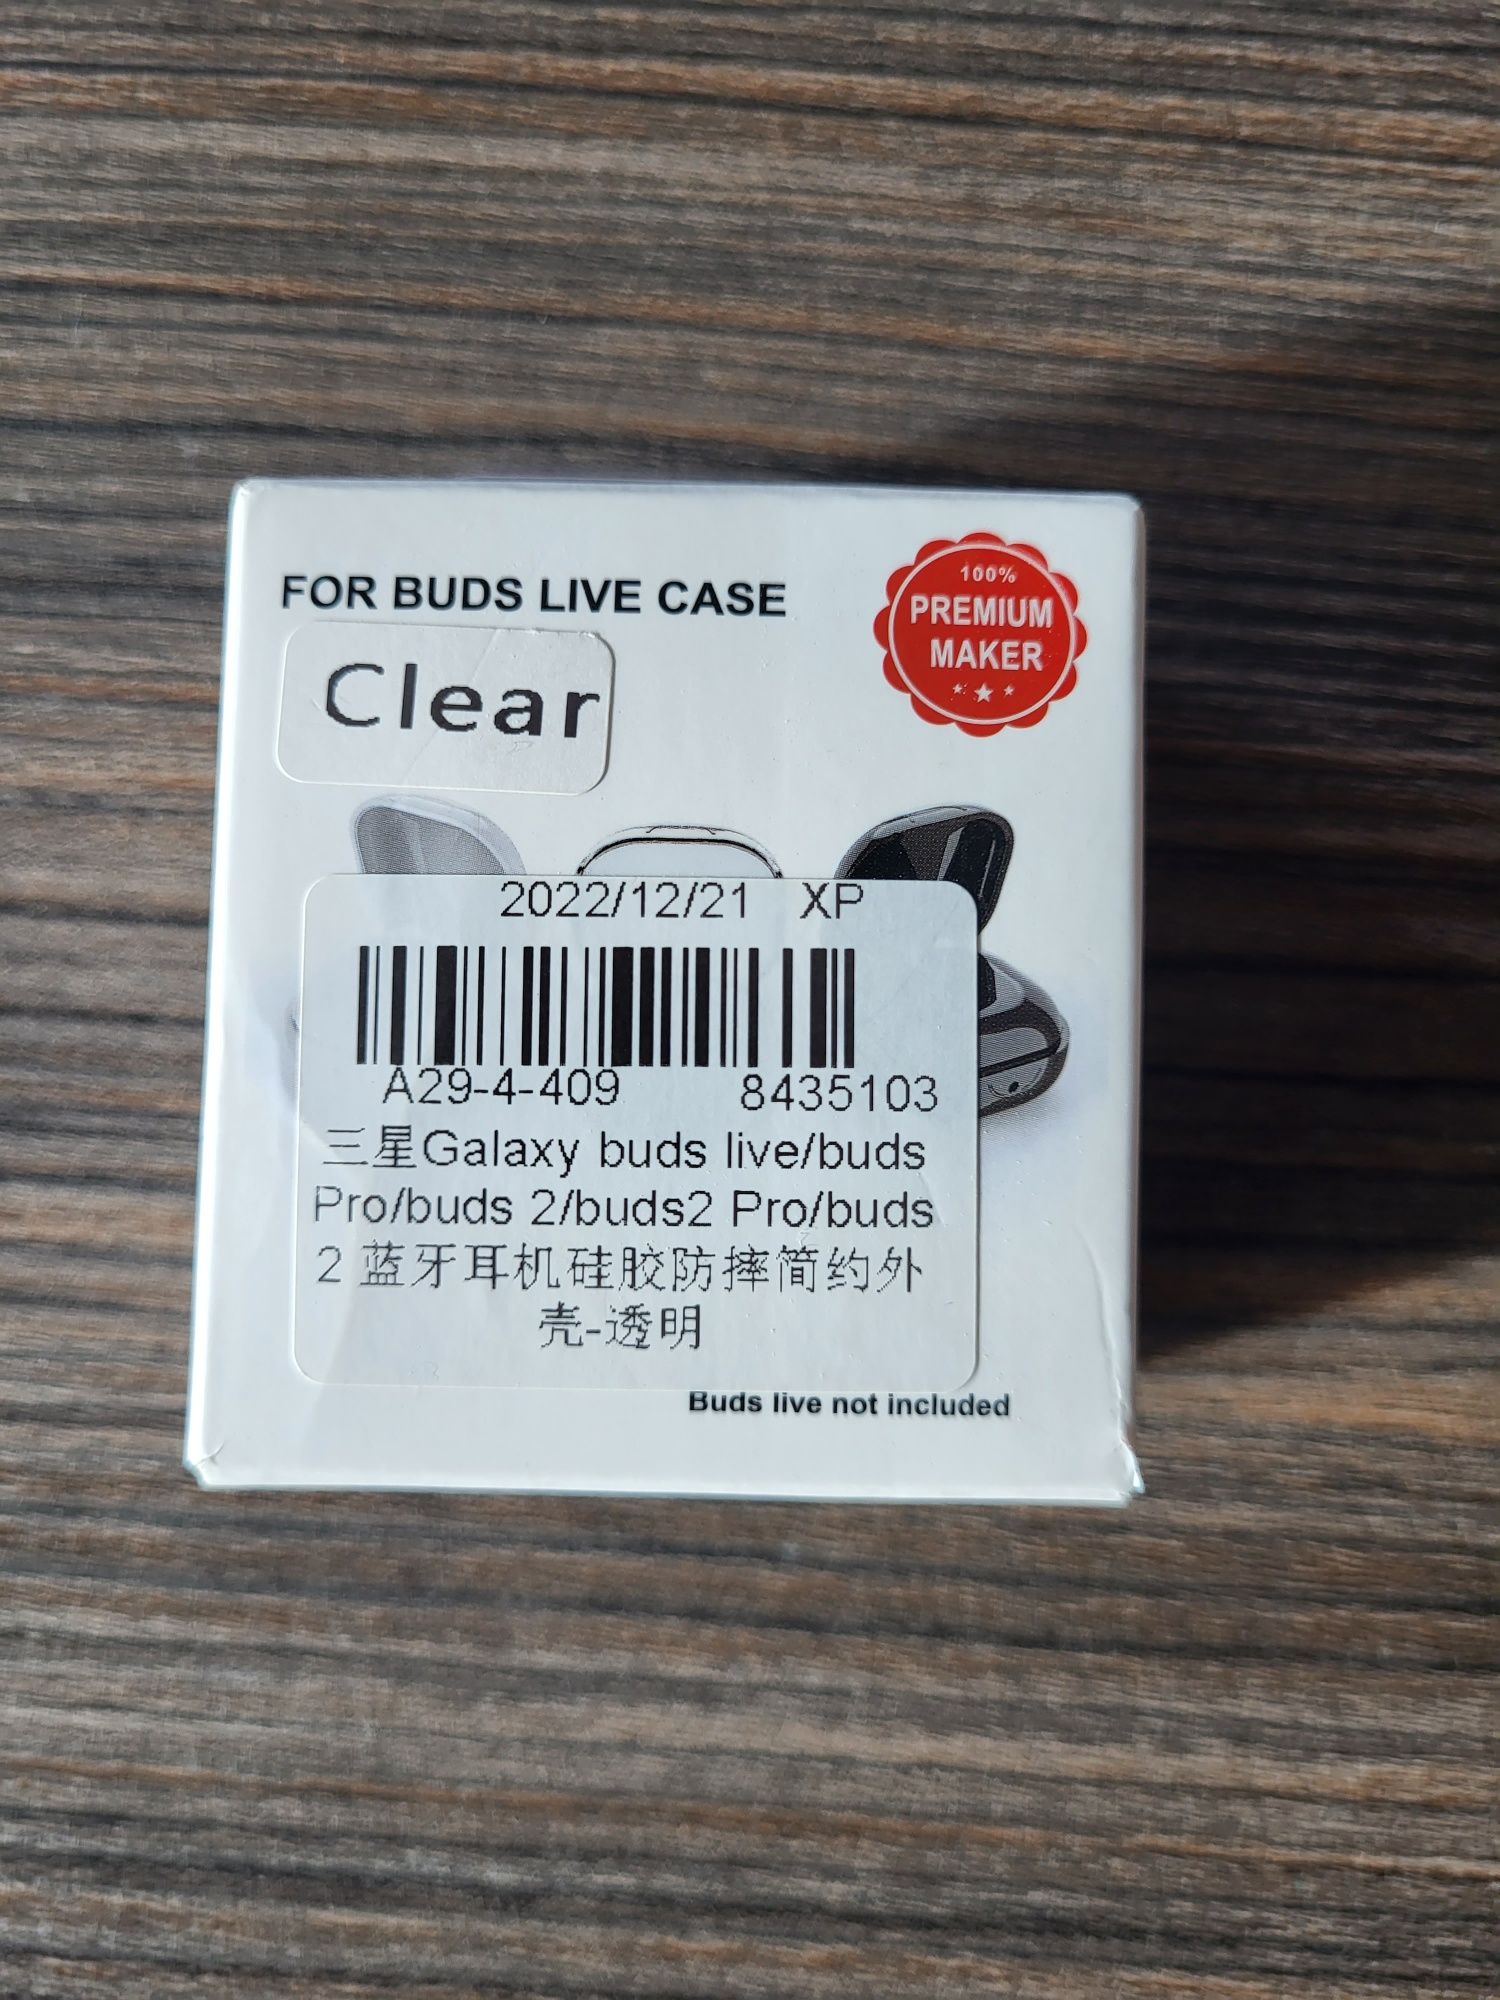 FOR BUDS LIVE CASE
100%
PREMIUM
MAKER
Clear
2022/12/21 XP
A29-4-409 8435103
三星Galaxy buds live/buds
Pro/buds 2/buds2 Pro/buds
2 蓝牙耳机硅胶防摔简约外
壳-透明
Buds live not included